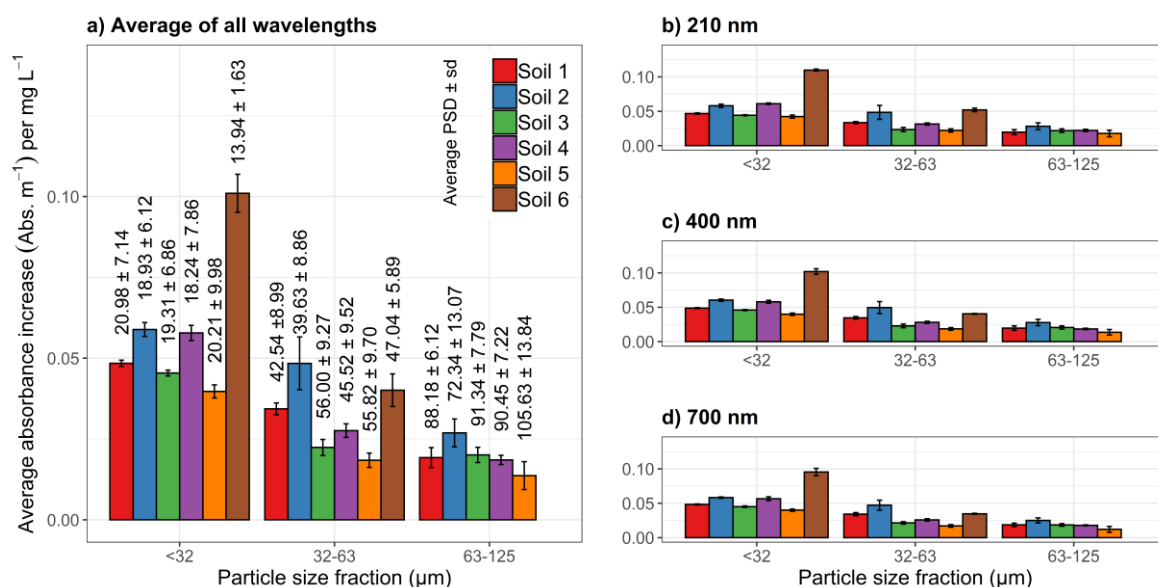 a) Average of all wavelengths
Average absorbance increase (Abs. m⁻¹) per mg L⁻¹
0.10
0.05
0.00
20.98 ± 7.14
18.93 ± 6.12
19.31 ± 6.86
18.24 ± 7.86
20.21 ± 9.98
13.94 ± 1.63
42.54 ±8.99
39.63 ± 8.86
56.00 ± 9.27
45.52 ± 9.52
55.82 ± 9.70
47.04 ± 5.89
88.18 ± 6.12
72.34 ± 13.07
91.34 ± 7.79
90.45 ± 7.22
105.63 ± 13.84
Average PSD ± sd
Soil 1
Soil 2
Soil 3
Soil 4
Soil 5
Soil 6
<32
32-63
63-125
Particle size fraction (µm)
b) 210 nm
0.10
0.05
0.00
<32
32-63
63-125
c) 400 nm
0.10
0.05
0.00
<32
32-63
63-125
d) 700 nm
0.10
0.05
0.00
<32
32-63
63-125
Particle size fraction (µm)